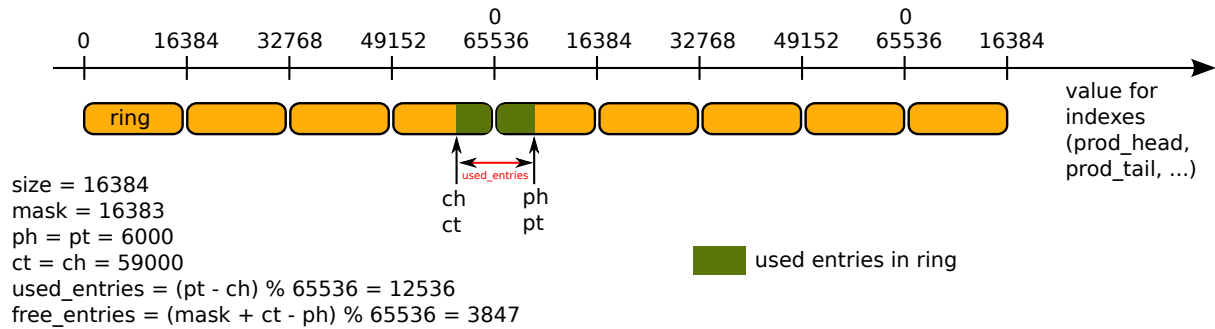 0 0
0 16384 32768 49152 65536 16384 32768 49152 65536 16384
ring
value for
indexes
(prod_head,
prod_tail, ...)
used_entries
ch
ct
ph
pt
size = 16384
mask = 16383
ph = pt = 6000
ct = ch = 59000
used_entries = (pt - ch) % 65536 = 12536
free_entries = (mask + ct - ph) % 65536 = 3847
used entries in ring